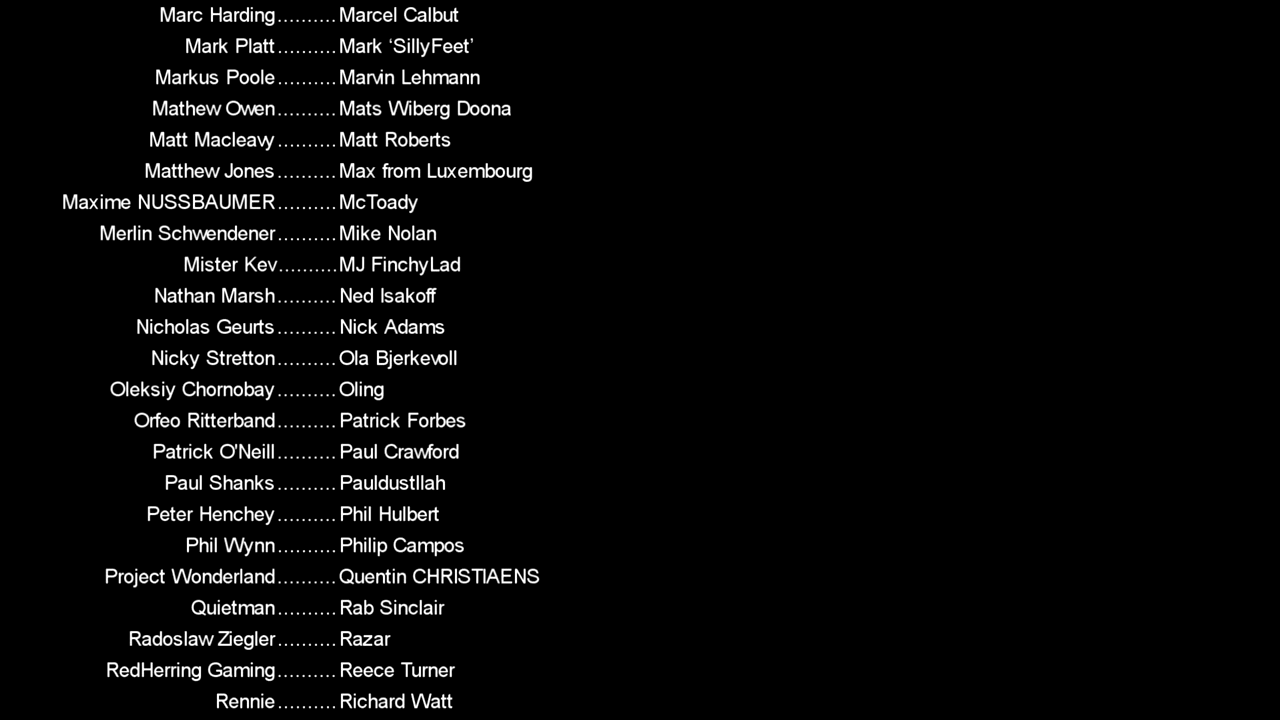 Marc Harding..........Marcel Calbut
Mark Platt..........Mark ‘SillyFeet’
Markus Poole..........Marvin Lehmann
Mathew Owen..........Mats Wiberg Doona
Matt Macleavy..........Matt Roberts
Matthew Jones..........Max from Luxembourg
Maxime NUSSBAUMER..........McToady
Merlin Schwendener..........Mike Nolan
Mister Kev..........MJ FinchyLad
Nathan Marsh..........Ned Isakoff
Nicholas Geurts..........Nick Adams
Nicky Stretton..........Ola Bjerkevoll
Oleksiy Chornobay..........Oling
Orfeo Ritterband..........Patrick Forbes
Patrick O'Neill..........Paul Crawford
Paul Shanks..........Pauldustllah
Peter Henchey..........Phil Hulbert
Phil Wynn..........Philip Campos
Project Wonderland..........Quentin CHRISTIAENS
Quietman..........Rab Sinclair
Radoslaw Ziegler..........Razar
RedHerring Gaming..........Reece Turner
Rennie..........Richard Watt